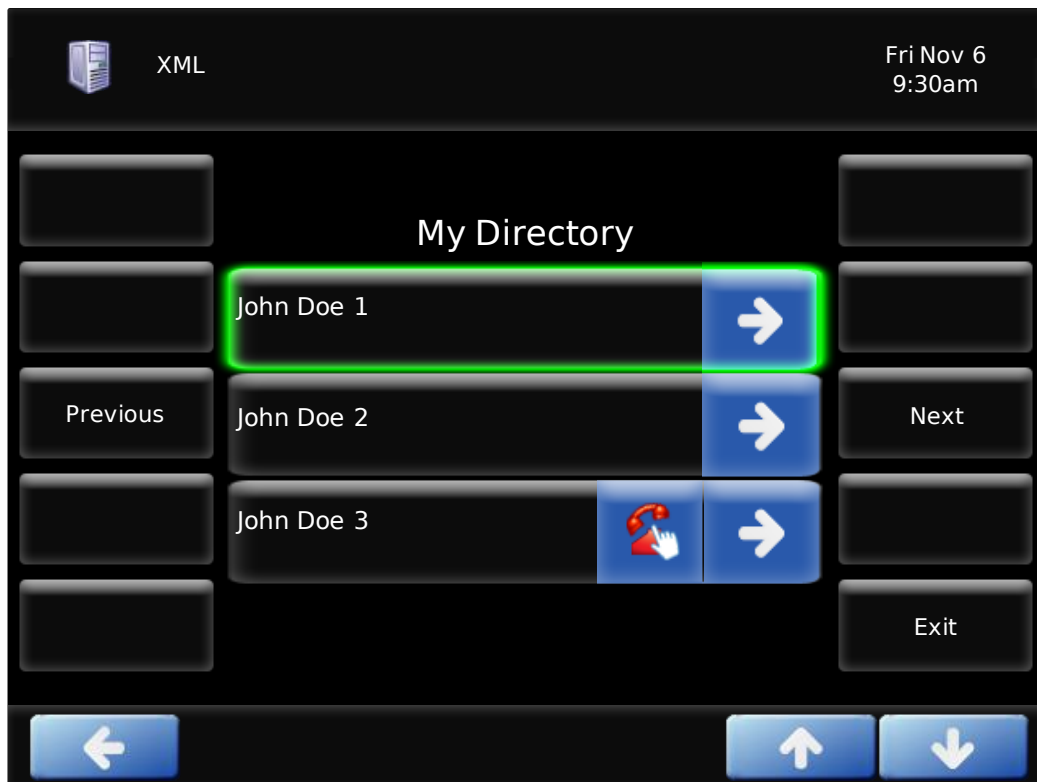 XML
Fri Nov 6
9:30am
My Directory
John Doe 1
Previous
John Doe 2
Next
John Doe 3
Exit